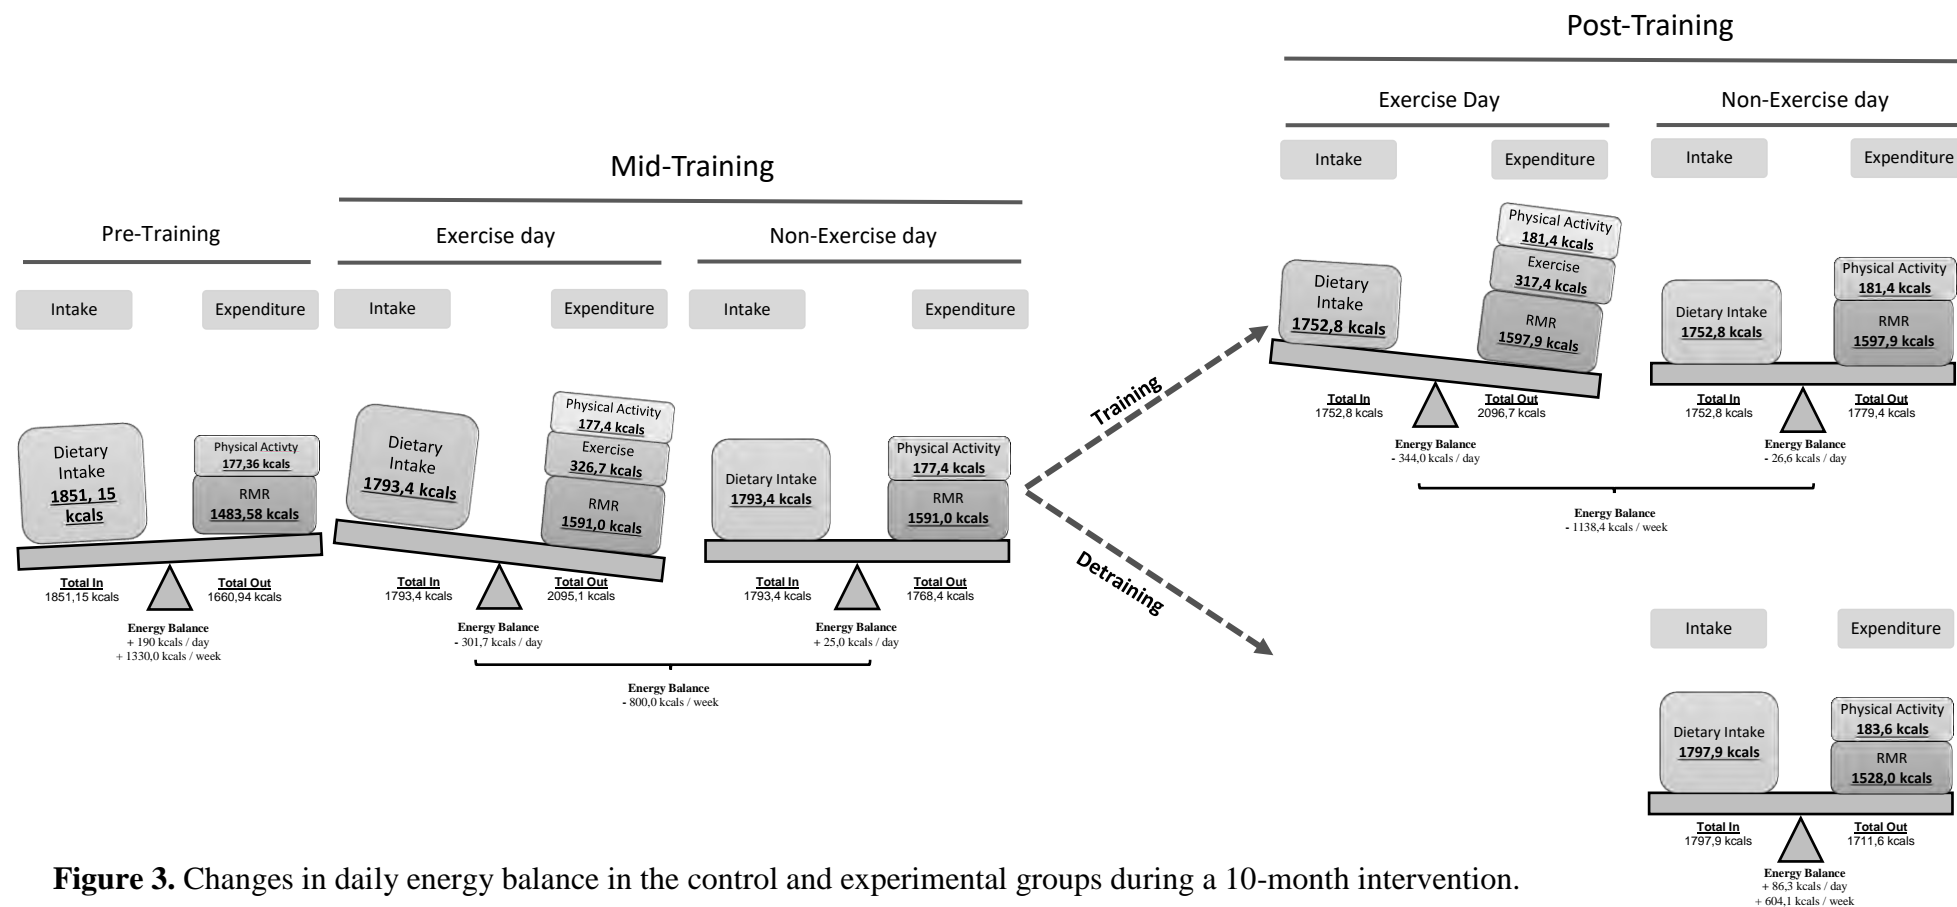 Pre-Training
Intake
Expenditure
Dietary
Intake
1851, 15
kcals
Physical Activty
177,36 kcals
RMR
1483,58 kcals
Total In
1851,15 kcals
Total Out
1660,94 kcals
Energy Balance
+ 190 kcals / day
+ 1330,0 kcals / week
Mid-Training
Exercise day
Intake
Expenditure
Dietary
Intake
1793,4 kcals
Physical Activity
177,4 kcals
Exercise
326,7 kcals
RMR
1591,0 kcals
Total In
1793,4 kcals
Total Out
2095,1 kcals
Energy Balance
- 301,7 kcals / day
Non-Exercise day
Intake
Expenditure
Dietary Intake
1793,4 kcals
Physical Activity
177,4 kcals
RMR
1591,0 kcals
Total In
1793,4 kcals
Total Out
1768,4 kcals
Energy Balance
+ 25,0 kcals / day
Energy Balance
- 800,0 kcals / week
Training
Detraining
Post-Training
Exercise Day
Intake
Expenditure
Dietary
Intake
1752,8 kcals
Physical Activity
181,4 kcals
Exercise
317,4 kcals
RMR
1597,9 kcals
Total In
1752,8 kcals
Total Out
2096,7 kcals
Energy Balance
- 344,0 kcals / day
Non-Exercise day
Intake
Expenditure
Dietary Intake
1752,8 kcals
Physical Activity
181,4 kcals
RMR
1597,9 kcals
Total In
1752,8 kcals
Total Out
1779,4 kcals
Energy Balance
- 26,6 kcals / day
Energy Balance
- 1138,4 kcals / week
Intake
Expenditure
Dietary Intake
1797,9 kcals
Physical Activity
183,6 kcals
RMR
1528,0 kcals
Total In
1797,9 kcals
Total Out
1711,6 kcals
Energy Balance
+ 86,3 kcals / day
+ 604,1 kcals / week
Figure 3. Changes in daily energy balance in the control and experimental groups during a 10-month intervention.